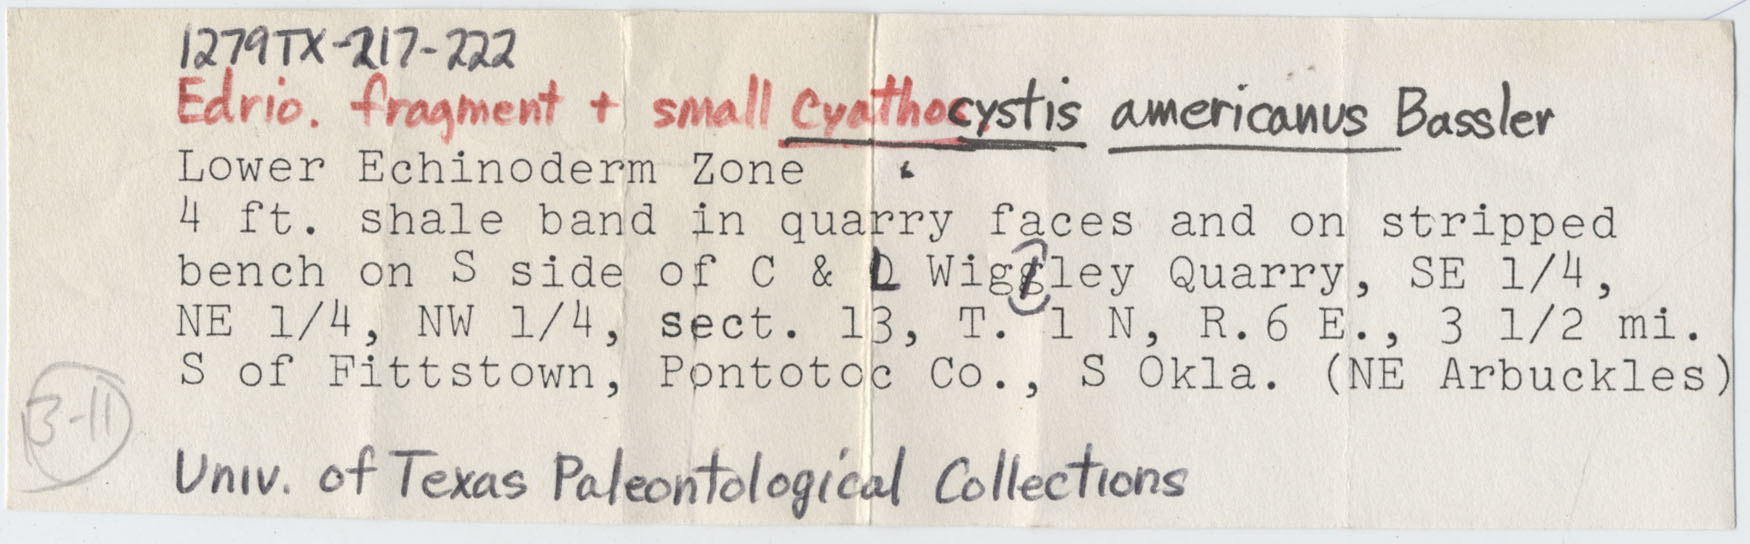 1279TX-217-222
Edrio. fragment + small Cyathocystis americanus Bassler
Lower Echinoderm Zone
4 ft. shale band in quarry faces and on stripped
bench on S side of C & L Wigley Quarry, SE 1/4,
NE 1/4, NW 1/4, sect. 13, T. 1 N, R.6 E., 3 1/2 mi.
S of Fittstown, Pontotoc Co., S Okla. (NE Arbuckles)
3-11
Univ. of Texas Paleontological Collections